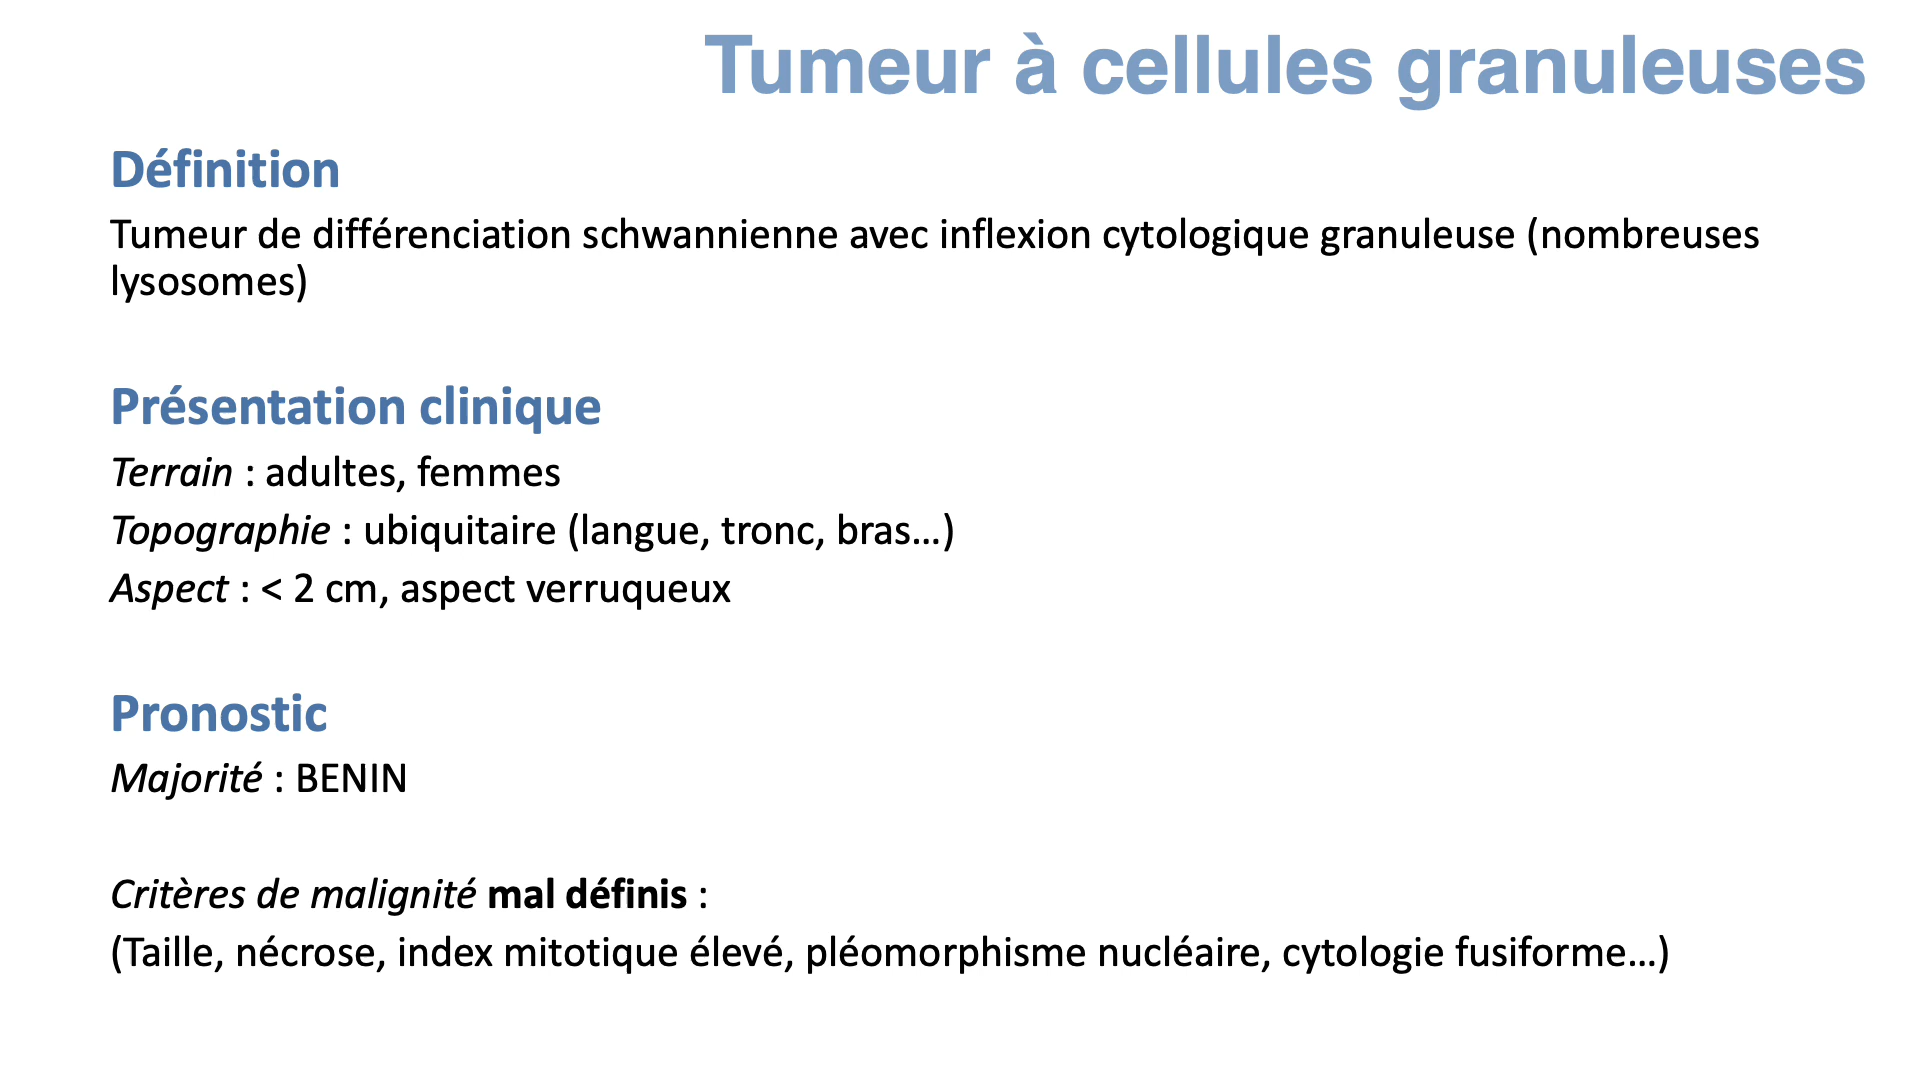 Tumeur à cellules granuleuses
Définition
Tumeur de différenciation schwannienne avec inflexion cytologique granuleuse (nombreuses
lysosomes)
Présentation clinique
Terrain : adultes, femmes
Topographie : ubiquitaire (langue, tronc, bras…)
Aspect : < 2 cm, aspect verruqueux
Pronostic
Majorité : BENIN
Critères de malignité mal définis :
(Taille, nécrose, index mitotique élevé, pléomorphisme nucléaire, cytologie fusiforme…)